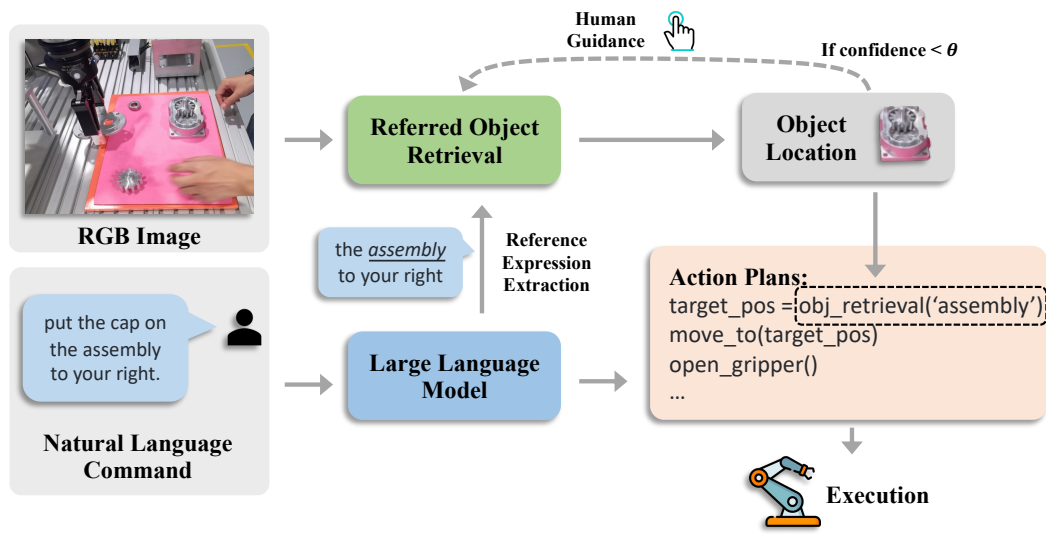 Human
Guidance
If confidence < θ
Referred Object
Retrieval
Object
Location
RGB Image
the assembly
to your right
Reference
Expression
Extraction
put the cap on
the assembly
to your right.
Natural Language
Command
Large Language
Model
Action Plans:
target_pos = obj_retrieval(‘assembly’)
move_to(target_pos)
open_gripper()
...
Execution